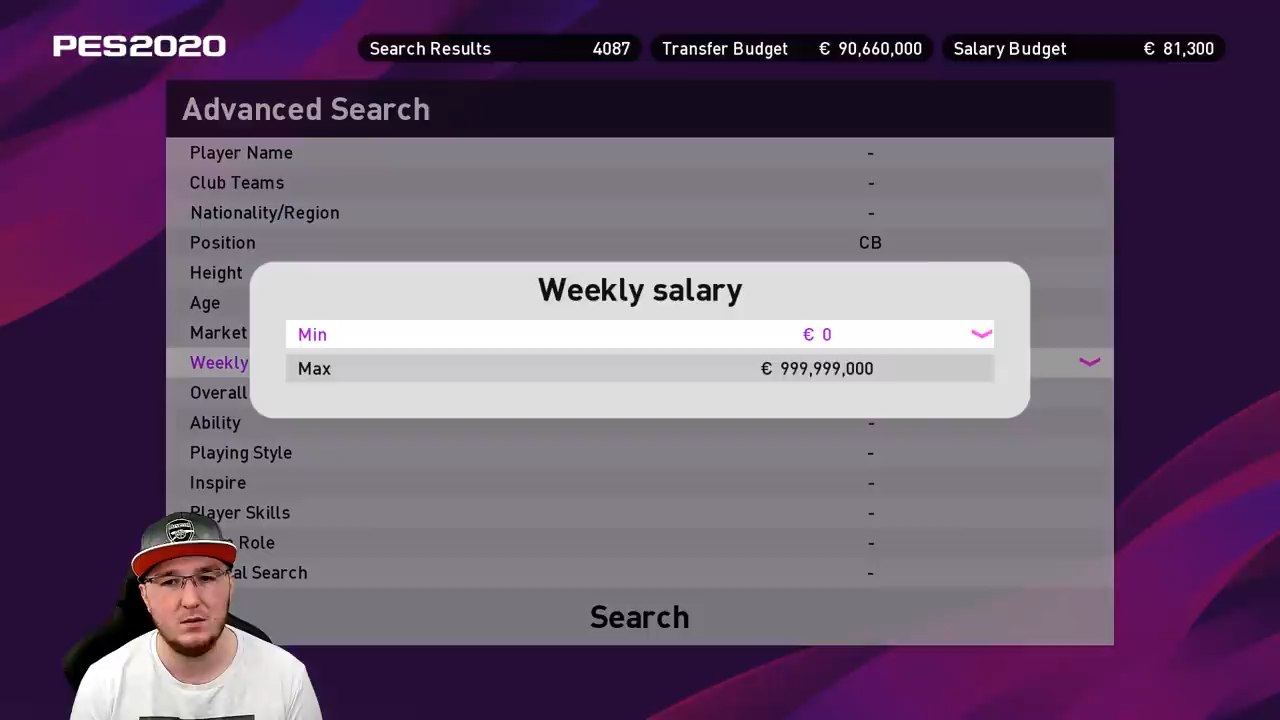 PES2020
Search Results 4087 Transfer Budget € 90,660,000 Salary Budget € 81,300
Advanced Search
Player Name -
Club Teams -
Nationality/Region -
Position CB
Height
Age
Market
Weekly
Overall
Ability -
Playing Style -
Inspire -
Player Skills -
Role -
Search -
Weekly salary
Min € 0
Max € 999,999,000
Search